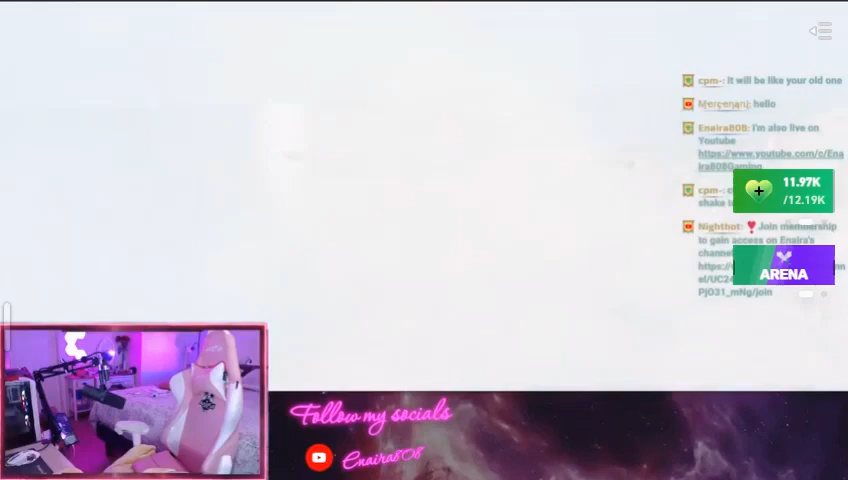 cpm-: It will be like your old one
Mercenari: hello
Enaira808: I'm also live on
Youtube
https://www.youtube.com/c/Ena
ira808Gaming
11.97K
/12.19K
cpm-:
shake
Nightbot: ❣Join membership
to gain access on Enaira's
channel
ARENA
PJO31_mNg/join
Follow my socials
Enaira808